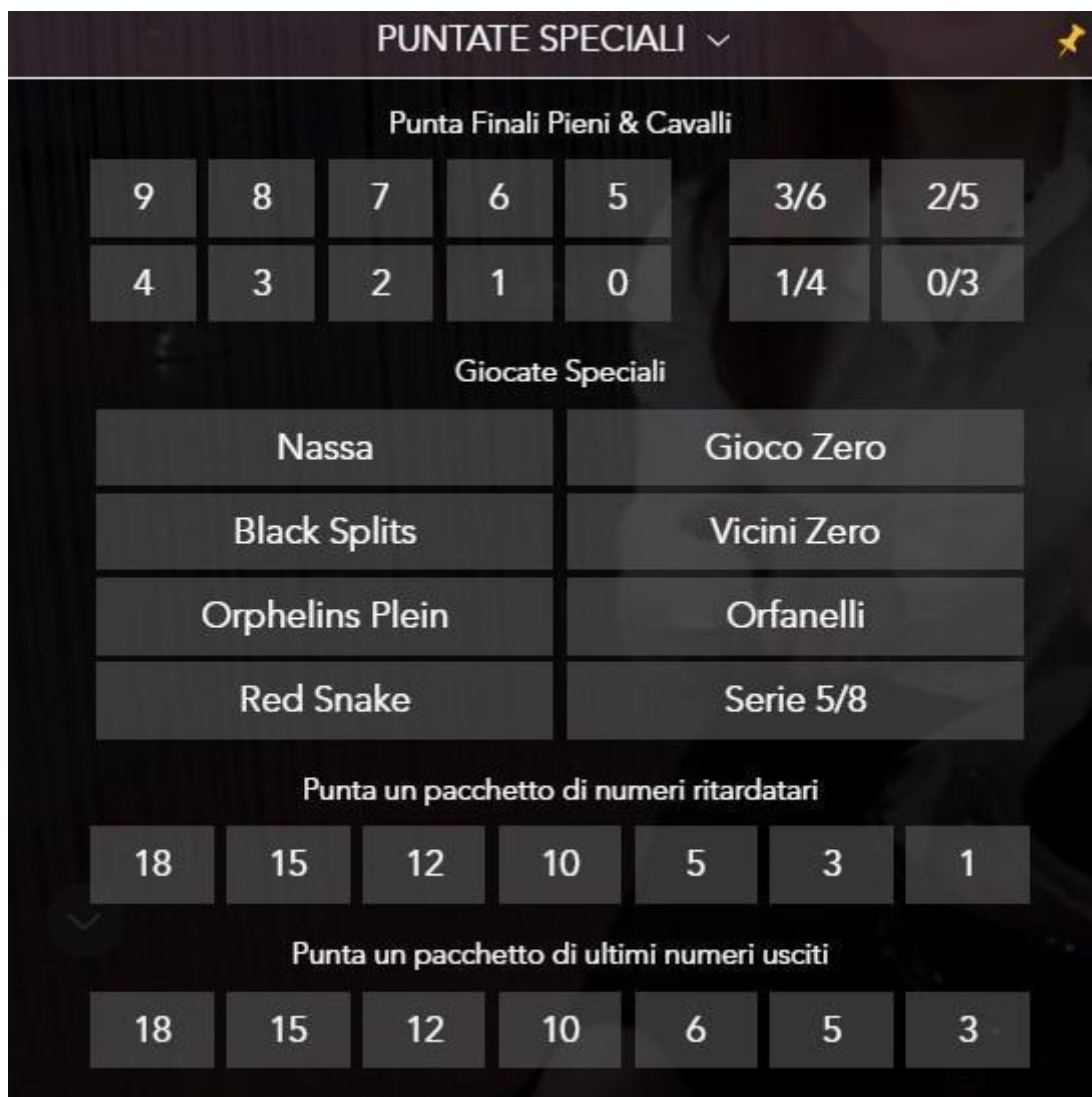 PUNTATE SPECIALI
Punta Finali Pieni & Cavalli
9 8 7 6 5 3/6 2/5
4 3 2 1 0 1/4 0/3
Giocate Speciali
Nassa Gioco Zero
Black Splits Vicini Zero
Orphelins Plein Orfanelli
Red Snake Serie 5/8
Punta un pacchetto di numeri ritardatari
18 15 12 10 5 3 1
Punta un pacchetto di ultimi numeri usciti
18 15 12 10 6 5 3